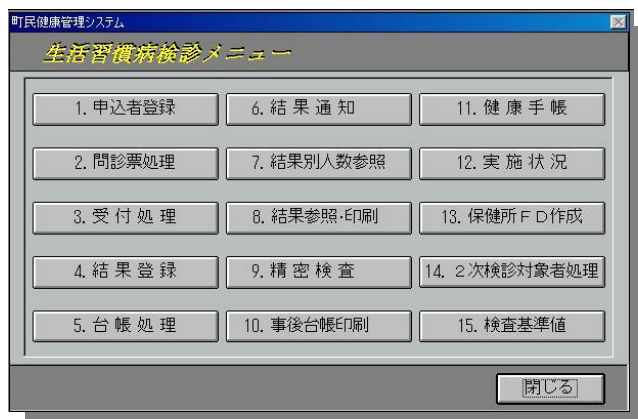 町民健康管理システム
生活習慣病検診メニュー
1. 申込者登録
2. 問診票処理
3. 受 付 処 理
4. 結 果 登 録
5. 台 帳 処 理
6. 結 果 通 知
7. 結果別人数参照
8. 結果参照・印刷
9. 精 密 検 査
10. 事後台帳印刷
11. 健 康 手 帳
12. 実 施 状 況
13. 保健所ＦＤ作成
14. ２次検診対象者処理
15. 検査基準値
閉じる